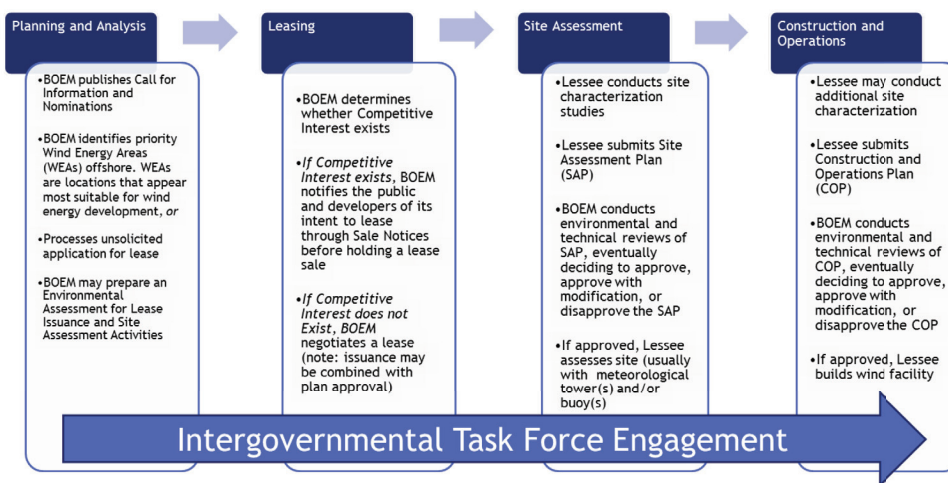 Planning and Analysis
•BOEM publishes Call for
Information and
Nominations
•BOEM identifies priority
Wind Energy Areas
(WEAs) offshore. WEAs
are locations that appear
most suitable for wind
energy development, or
•Processes unsolicited
application for lease
•BOEM may prepare an
Environmental
Assessment for Lease
Issuance and Site
Assessment Activities
Leasing
•BOEM determines
whether Competitive
Interest exists
•If Competitive
Interest exists, BOEM
notifies the public
and developers of its
intent to lease
through Sale Notices
before holding a lease
sale
•If Competitive
Interest does not
Exist, BOEM
negotiates a lease
(note: issuance may
be combined with
plan approval)
Site Assessment
•Lessee conducts site
characterization
studies
•Lessee submits Site
Assessment Plan
(SAP)
•BOEM conducts
environmental and
technical reviews of
SAP, eventually
deciding to approve,
approve with
modification, or
disapprove the SAP
•If approved, Lessee
assesses site (usually
with meteorological
tower(s) and/or
buoy(s)
Construction and
Operations
•Lessee may conduct
additional site
characterization
•Lessee submits
Construction and
Operations Plan
(COP)
•BOEM conducts
environmental and
technical reviews of
COP, eventually
deciding to approve,
approve with
modification, or
disapprove the COP
•If approved, Lessee
builds wind facility
Intergovernmental Task Force Engagement